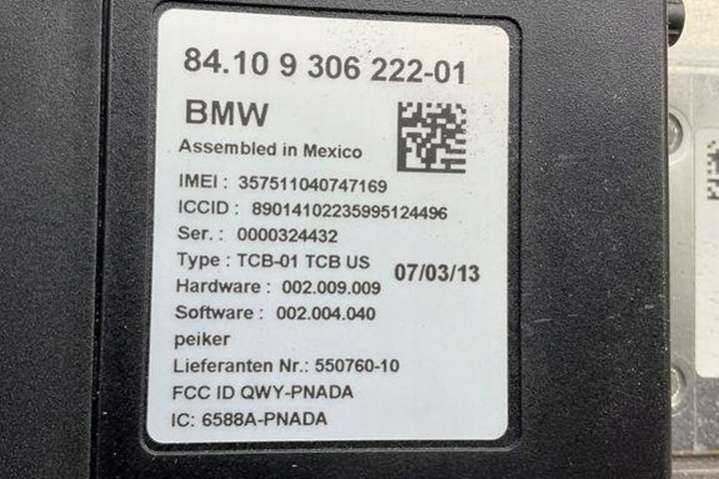 84.10 9 306 222-01
BMW
Assembled in Mexico
IMEI : 357511040747169
ICCID : 89014102235995124496
Ser. : 0000324432
Type : TCB-01 TCB US
07/03/13
Hardware : 002.009.009
Software : 002.004.040
peiker
Lieferanten Nr.: 550760-10
FCC ID QWY-PNADA
IC: 6588A-PNADA